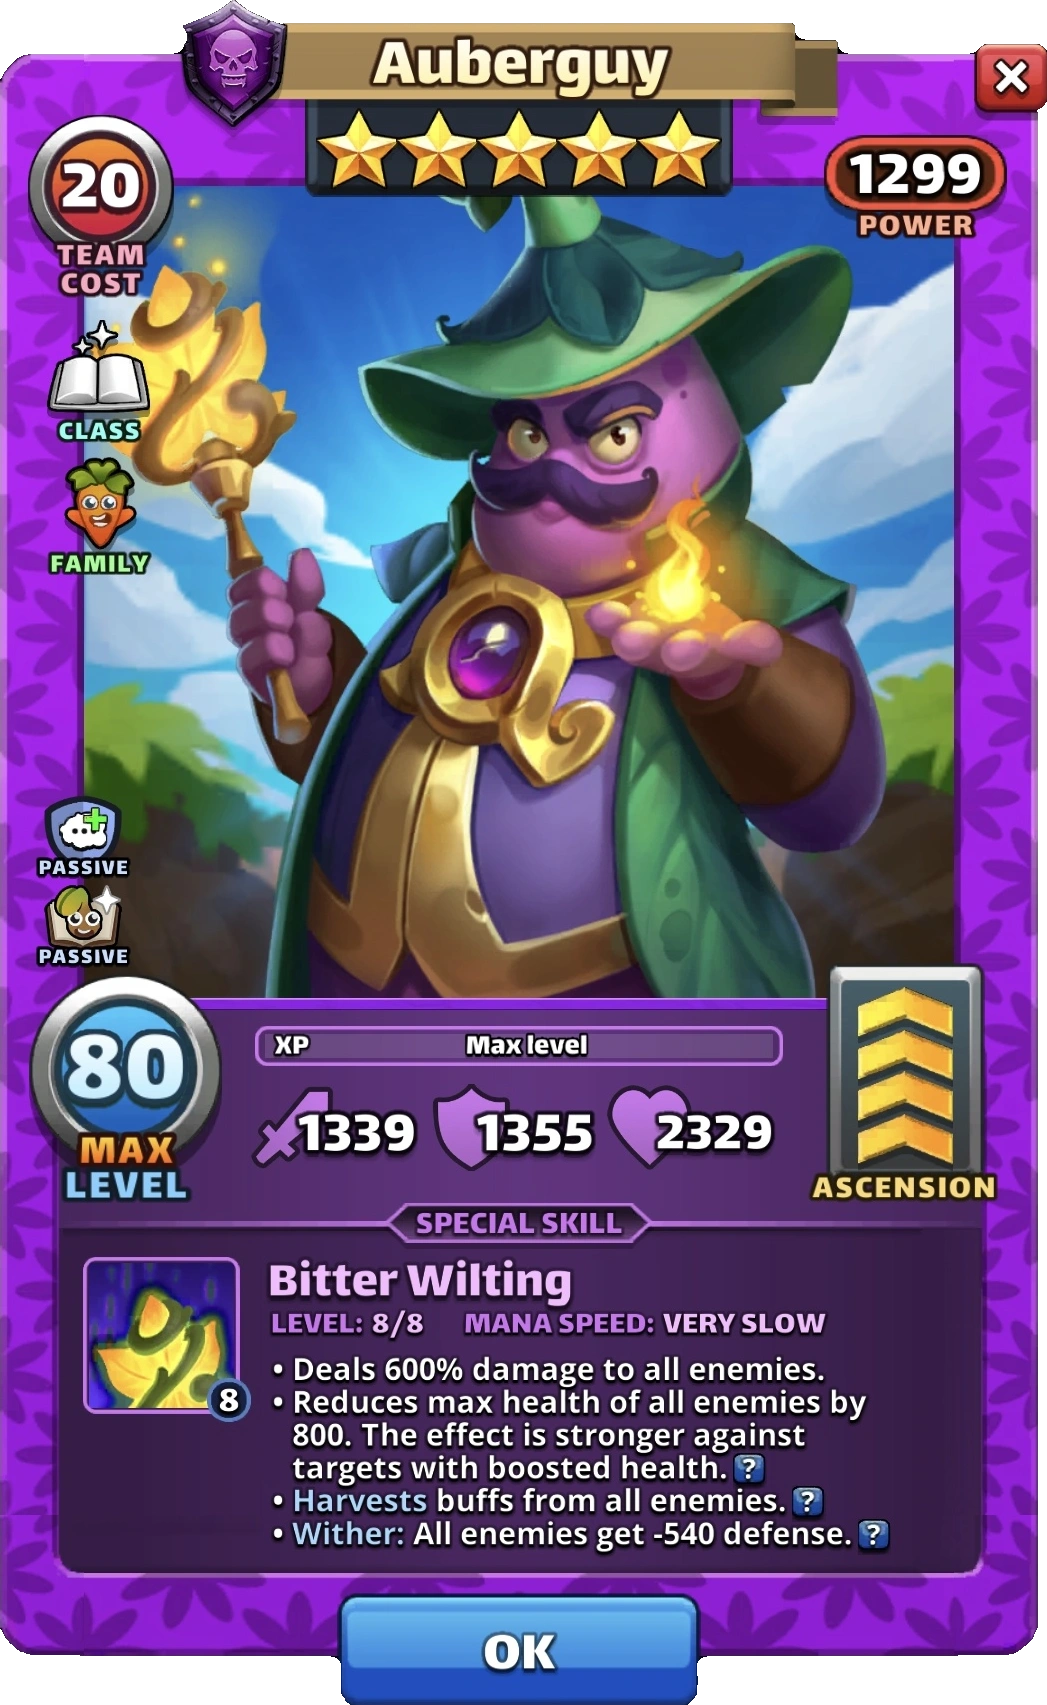 Auberguy
20
TEAM
COST
1299
POWER
CLASS
FAMILY
PASSIVE
PASSIVE
80
MAX
LEVEL
XP Max level
1339 1355 2329
ASCENSION
SPECIAL SKILL
Bitter Wilting
LEVEL: 8/8 MANA SPEED: VERY SLOW
8
• Deals 600% damage to all enemies.
• Reduces max health of all enemies by
800. The effect is stronger against
targets with boosted health. ?
• Harvests buffs from all enemies. ?
• Wither: All enemies get -540 defense. ?
OK